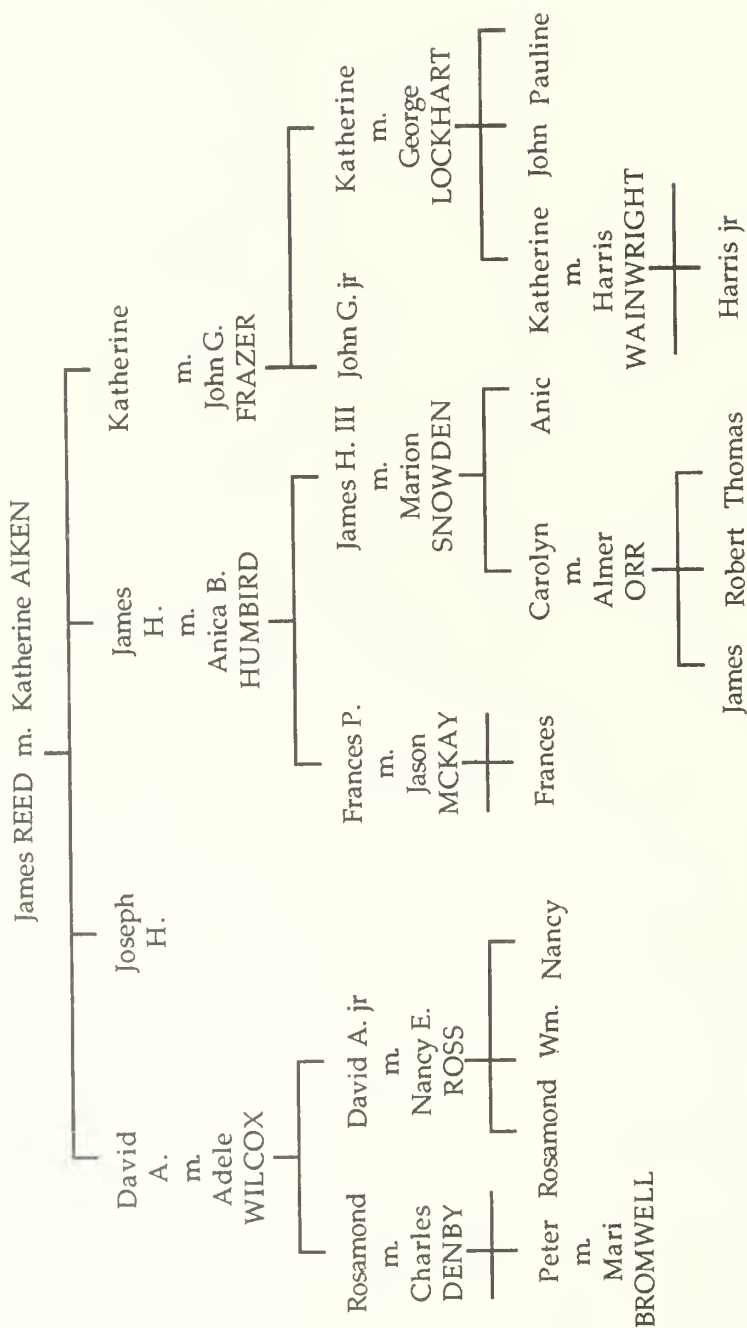 James REED m. Katherine AIKEN
David
A.
m.
Adele
WILCOX
Joseph
H.
James
H.
m.
Anica B.
HUMBIRD
Katherine
m.
John G.
FRAZER
Rosamond
m.
Charles
DENBY
David A. jr
m.
Nancy E.
ROSS
Frances P.
m.
Jason
MCKAY
James H. III
m.
Marion
SNOWDEN
John G. jr
Katherine
m.
George
LOCKHART
Peter
m.
Mari
BROMWELL
Rosamond
Wm.
Nancy
Frances
Carolyn
m.
Almer
ORR
Anic
Katherine
m.
Harris
WAINWRIGHT
John
Pauline
James
Robert
Thomas
Harris jr